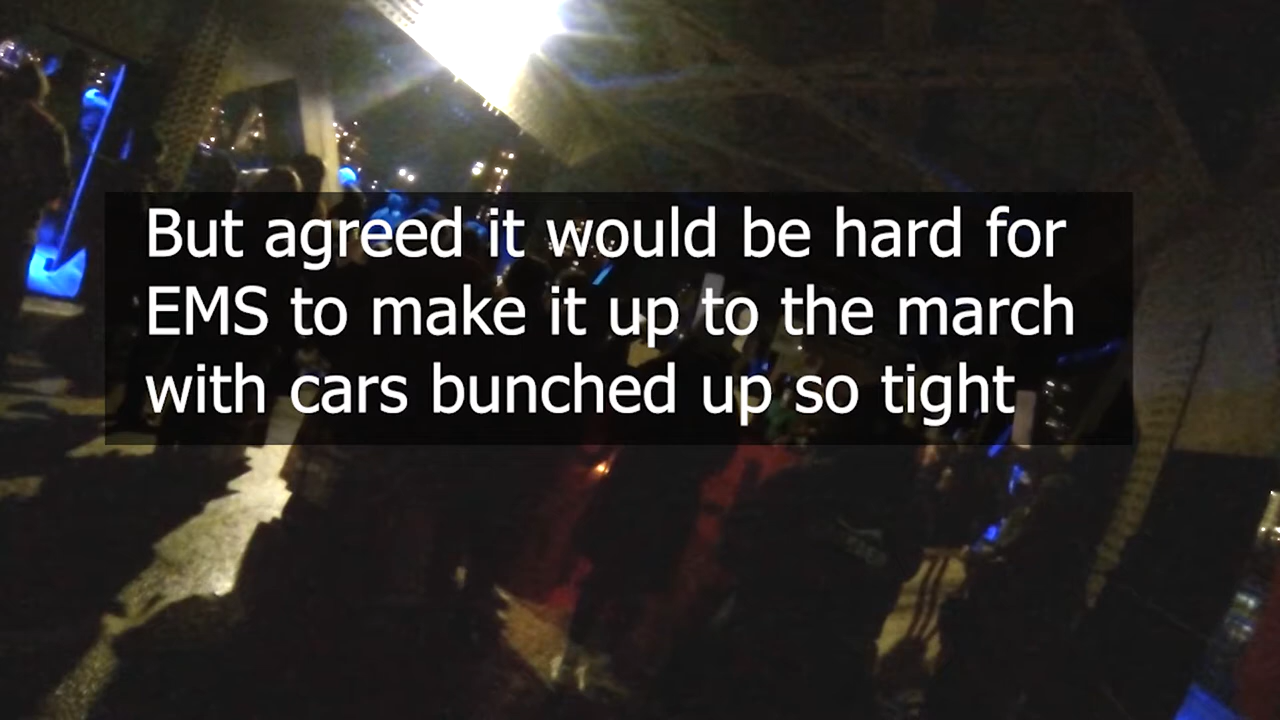 But agreed it would be hard for
EMS to make it up to the march
with cars bunched up so tight